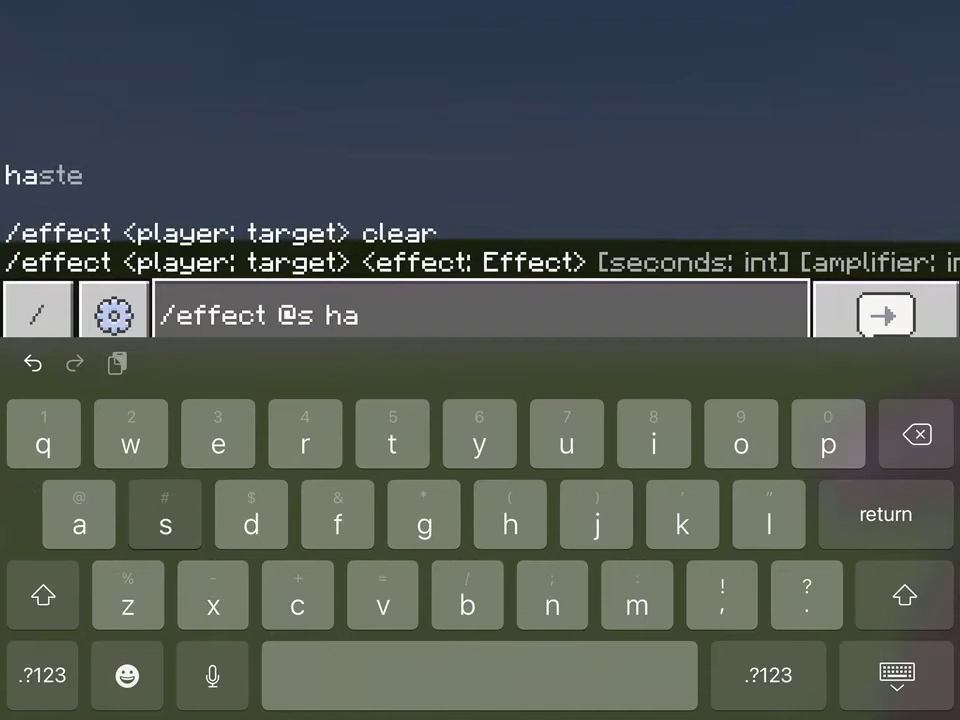 haste
/effect <player: target> clear
/effect <player: target> <effect: Effect> [seconds: int] [amplifier: in
/
/effect @s ha
1 2 3 4 5 6 7 8 9 0
q w e r t y u i o p
@ # $ & * ( ) ' "
a s d f g h j k l return
% - + = / ; : ! ?
z x c v b n m , .
.?123 .?123